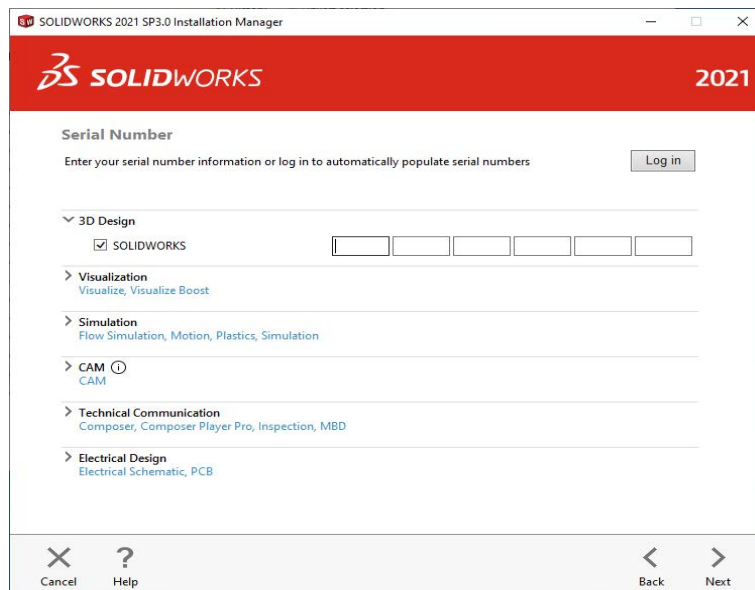 SOLIDWORKS 2021 SP3.0 Installation Manager
SOLIDWORKS 2021
Serial Number
Enter your serial number information or log in to automatically populate serial numbers Log in
3D Design
SOLIDWORKS
Visualization
Visualize, Visualize Boost
Simulation
Flow Simulation, Motion, Plastics, Simulation
CAM
CAM
Technical Communication
Composer, Composer Player Pro, Inspection, MBD
Electrical Design
Electrical Schematic, PCB
Cancel Help Back Next